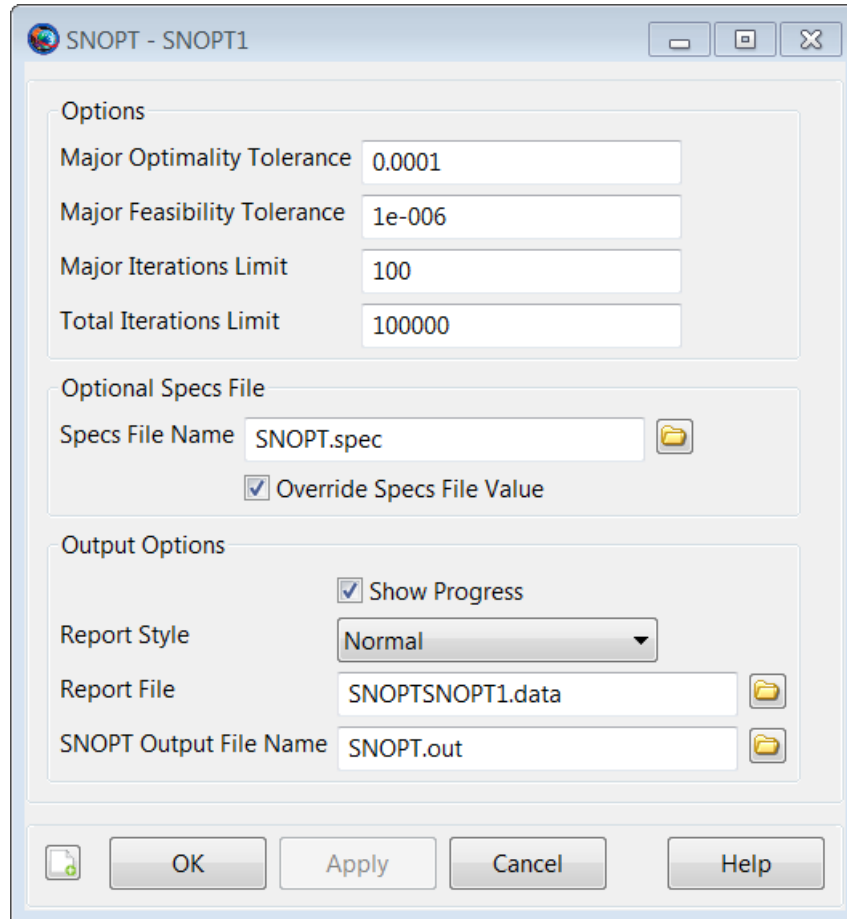 SNOPT - SNOPT1
Options
Major Optimality Tolerance 0.0001
Major Feasibility Tolerance 1e-006
Major Iterations Limit 100
Total Iterations Limit 100000
Optional Specs File
Specs File Name SNOPT.spec
Override Specs File Value
Output Options
Show Progress
Report Style Normal
Report File SNOPTSNOPT1.data
SNOPT Output File Name SNOPT.out
OK Apply Cancel Help